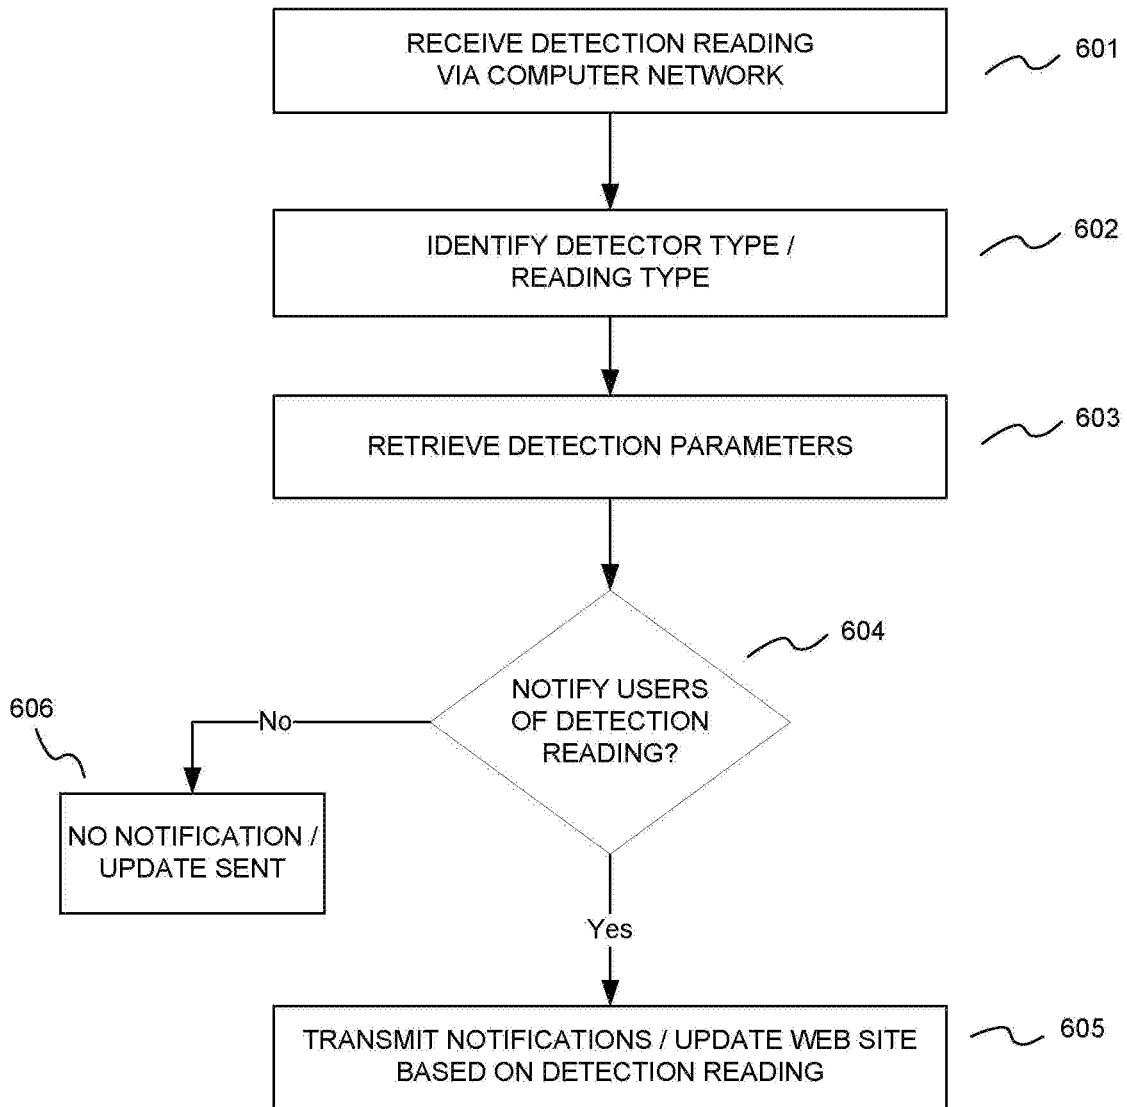 RECEIVE DETECTION READING
VIA COMPUTER NETWORK
601
IDENTIFY DETECTOR TYPE /
READING TYPE
602
RETRIEVE DETECTION PARAMETERS
603
NOTIFY USERS
OF DETECTION
READING?
604
No
606
NO NOTIFICATION /
UPDATE SENT
Yes
TRANSMIT NOTIFICATIONS / UPDATE WEB SITE
BASED ON DETECTION READING
605